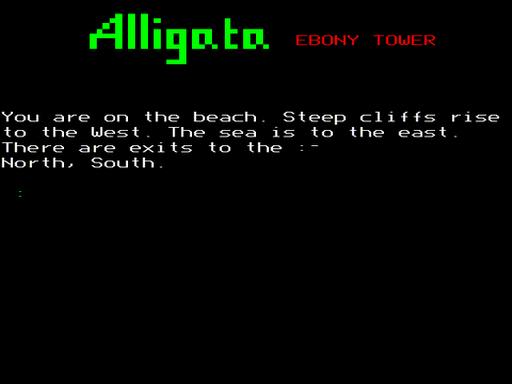 Alligata EBONY TOWER
You are on the beach. Steep cliffs rise
to the West. The sea is to the east.
There are exits to the :-
North, South.
: